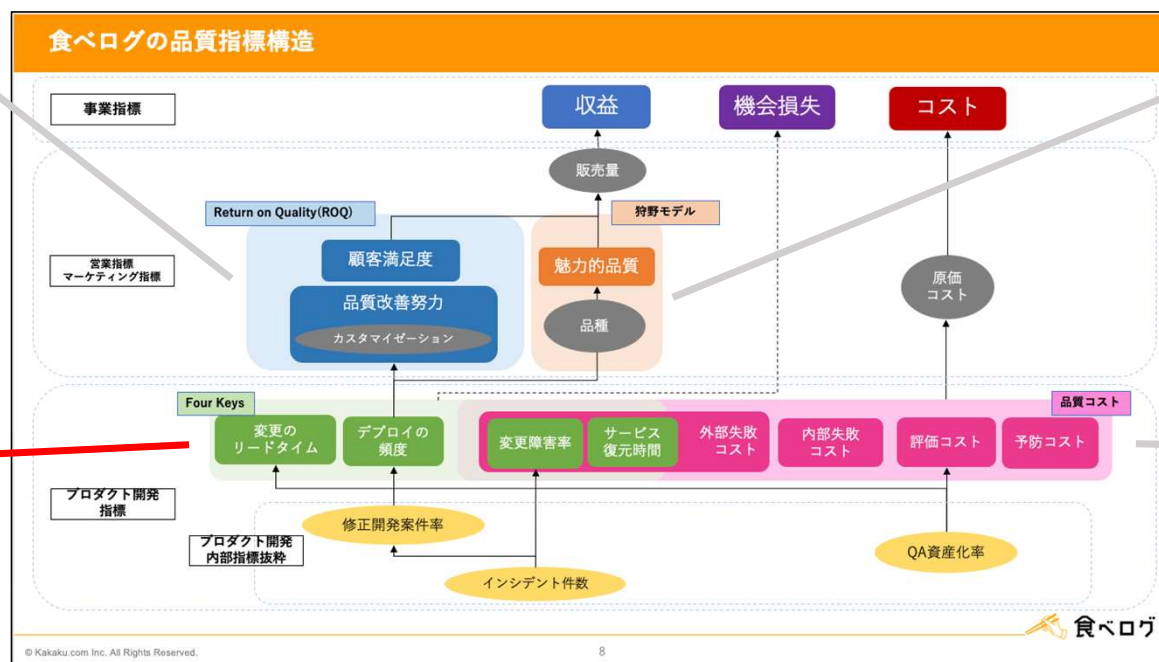 食べログの品質指標構造
事業指標
収益
機会損失
コスト
販売量
Return on Quality(ROQ)
狩野モデル
営業指標
マーケティング指標
顧客満足度
魅力的品質
原価
コスト
品質改善努力
カスタマイゼーション
品種
Four Keys
品質コスト
変更の
リードタイム
デプロイの
頻度
変更障害率
サービス
復元時間
外部失敗
コスト
内部失敗
コスト
評価コスト
予防コスト
プロダクト開発
指標
修正開発案件率
プロダクト開発
内部指標抜粋
QA資産化率
インシデント件数
食べログ
© Kakaku.com Inc. All Rights Reserved.
8